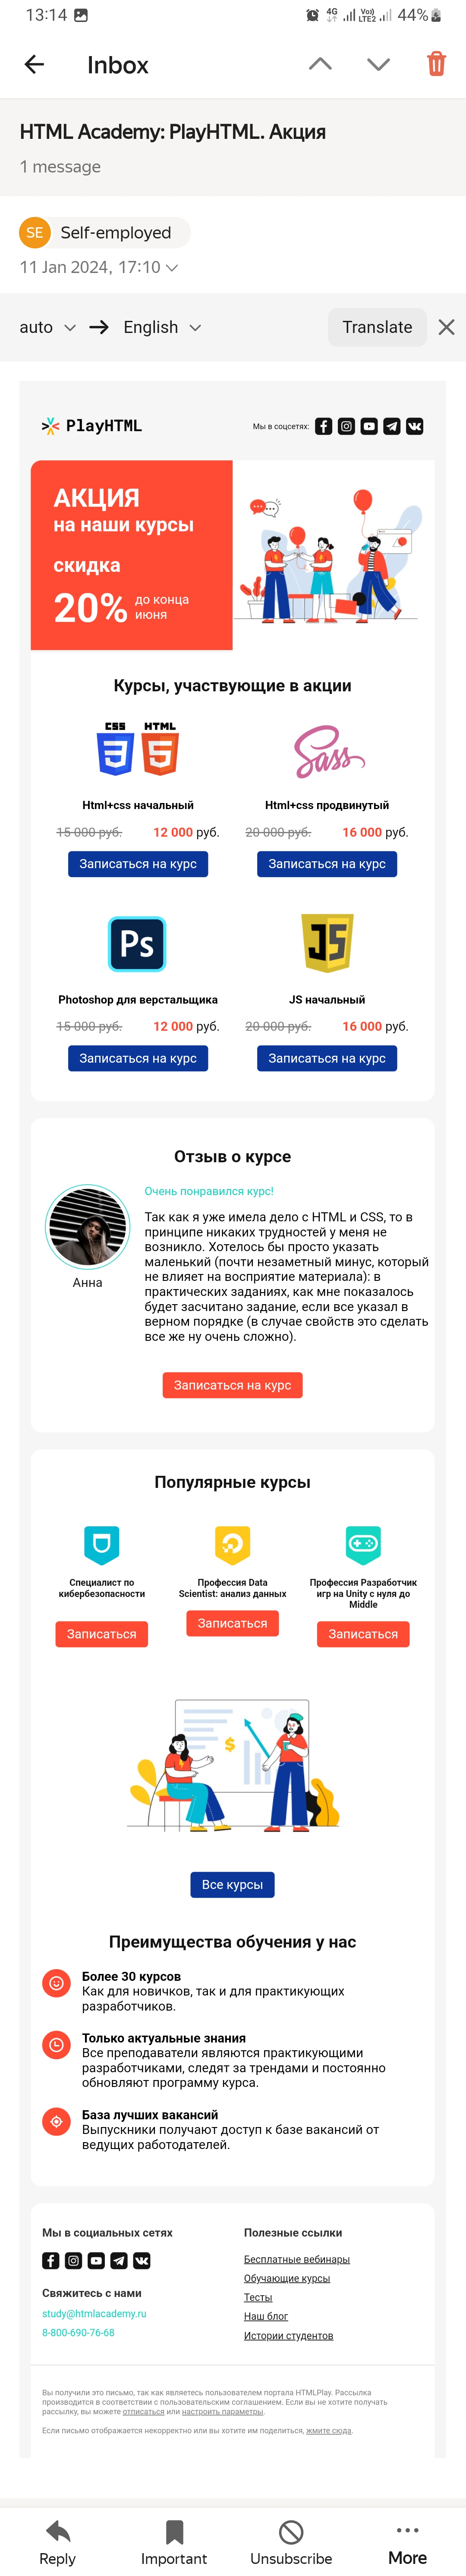 13:14
4G Vo)) LTE2 44%
Inbox
HTML Academy: PlayHTML. Акция
1 message
SE Self-employed
11 Jan 2024, 17:10
auto → English Translate
PlayHTML Мы в соцсетях:
АКЦИЯ
на наши курсы
скидка
20% до конца
июня
Курсы, участвующие в акции
CSS HTML
3 5 Sass
Html+css начальный Html+css продвинутый
15 000 руб. 12 000 руб. 20 000 руб. 16 000 руб.
Записаться на курс Записаться на курс
Ps JS
Photoshop для верстальщика JS начальный
15 000 руб. 12 000 руб. 20 000 руб. 16 000 руб.
Записаться на курс Записаться на курс
Отзыв о курсе
Очень понравился курс!
Так как я уже имела дело с HTML и CSS, то в
принципе никаких трудностей у меня не
возникло. Хотелось бы просто указать
маленький (почти незаметный минус, который
не влияет на восприятие материала): в
практических заданиях, как мне показалось
будет засчитано задание, если все указал в
верном порядке (в случае свойств это сделать
все же ну очень сложно).
Анна
Записаться на курс
Популярные курсы
Специалист по
кибербезопасности
Записаться
Профессия Data
Scientist: анализ данных
Записаться
Профессия Разработчик
игр на Unity с нуля до
Middle
Записаться
$
Все курсы
Преимущества обучения у нас
Более 30 курсов
Как для новичков, так и для практикующих
разработчиков.
Только актуальные знания
Все преподаватели являются практикующими
разработчиками, следят за трендами и постоянно
обновляют программу курса.
База лучших вакансий
Выпускники получают доступ к базе вакансий от
ведущих работодателей.
Мы в социальных сетях
Свяжитесь с нами
study@htmlacademy.ru
8-800-690-76-68
Полезные ссылки
Бесплатные вебинары
Обучающие курсы
Тесты
Наш блог
Истории студентов
Вы получили это письмо, так как являетесь пользователем портала HTMLPlay. Рассылка
производится в соответствии с пользовательским соглашением. Если вы не хотите получать
рассылку, вы можете отписаться или настроить параметры.
Если письмо отображается некорректно или вы хотите им поделиться, жмите сюда.
Reply Important Unsubscribe More